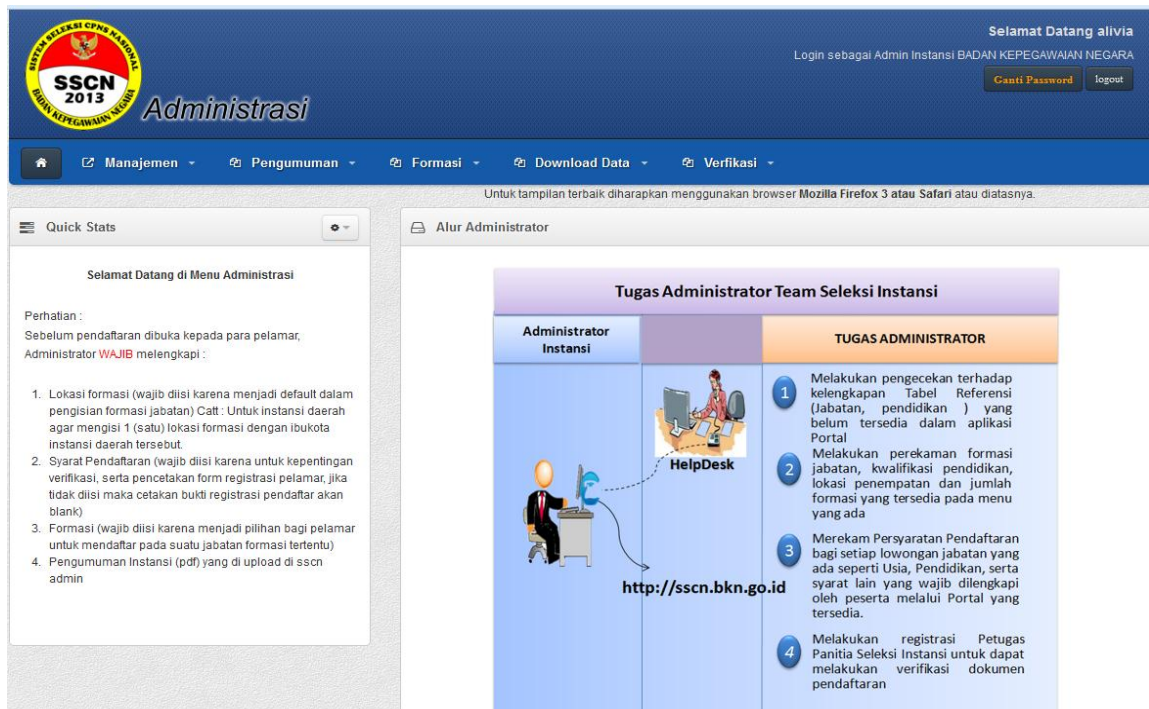 SISTEM SELEKSI CPNS NASIONAL
SSCN
2013
BADAN KEPEGAWAIAN NEGARA
Administrasi
Selamat Datang alivia
Login sebagai Admin Instansi BADAN KEPEGAWAIAN NEGARA
Ganti Password logout
Manajemen Pengumuman Formasi Download Data Verfikasi
Untuk tampilan terbaik diharapkan menggunakan browser Mozilla Firefox 3 atau Safari atau diatasnya.
Quick Stats
Selamat Datang di Menu Administrasi
Perhatian :
Sebelum pendaftaran dibuka kepada para pelamar,
Administrator WAJIB melengkapi :
1. Lokasi formasi (wajib diisi karena menjadi default dalam
pengisian formasi jabatan) Catt : Untuk instansi daerah
agar mengisi 1 (satu) lokasi formasi dengan ibukota
instansi daerah tersebut.
2. Syarat Pendaftaran (wajib diisi karena untuk kepentingan
verifikasi, serta pencetakan form registrasi pelamar, jika
tidak diisi maka cetakan bukti registrasi pendaftar akan
blank)
3. Formasi (wajib diisi karena menjadi pilihan bagi pelamar
untuk mendaftar pada suatu jabatan formasi tertentu)
4. Pengumuman Instansi (pdf) yang di upload di sscn
admin
Alur Administrator
Tugas Administrator Team Seleksi Instansi
Administrator
Instansi
TUGAS ADMINISTRATOR
HelpDesk
http://sscn.bkn.go.id
1 Melakukan pengecekan terhadap
kelengkapan Tabel Referensi
(Jabatan, pendidikan ) yang
belum tersedia dalam aplikasi
Portal
2 Melakukan perekaman formasi
jabatan, kwalifikasi pendidikan,
lokasi penempatan dan jumlah
formasi yang tersedia pada menu
yang ada
3 Merekam Persyaratan Pendaftaran
bagi setiap lowongan jabatan yang
ada seperti Usia, Pendidikan, serta
syarat lain yang wajib dilengkapi
oleh peserta melalui Portal yang
tersedia.
4 Melakukan registrasi Petugas
Panitia Seleksi Instansi untuk dapat
melakukan verifikasi dokumen
pendaftaran